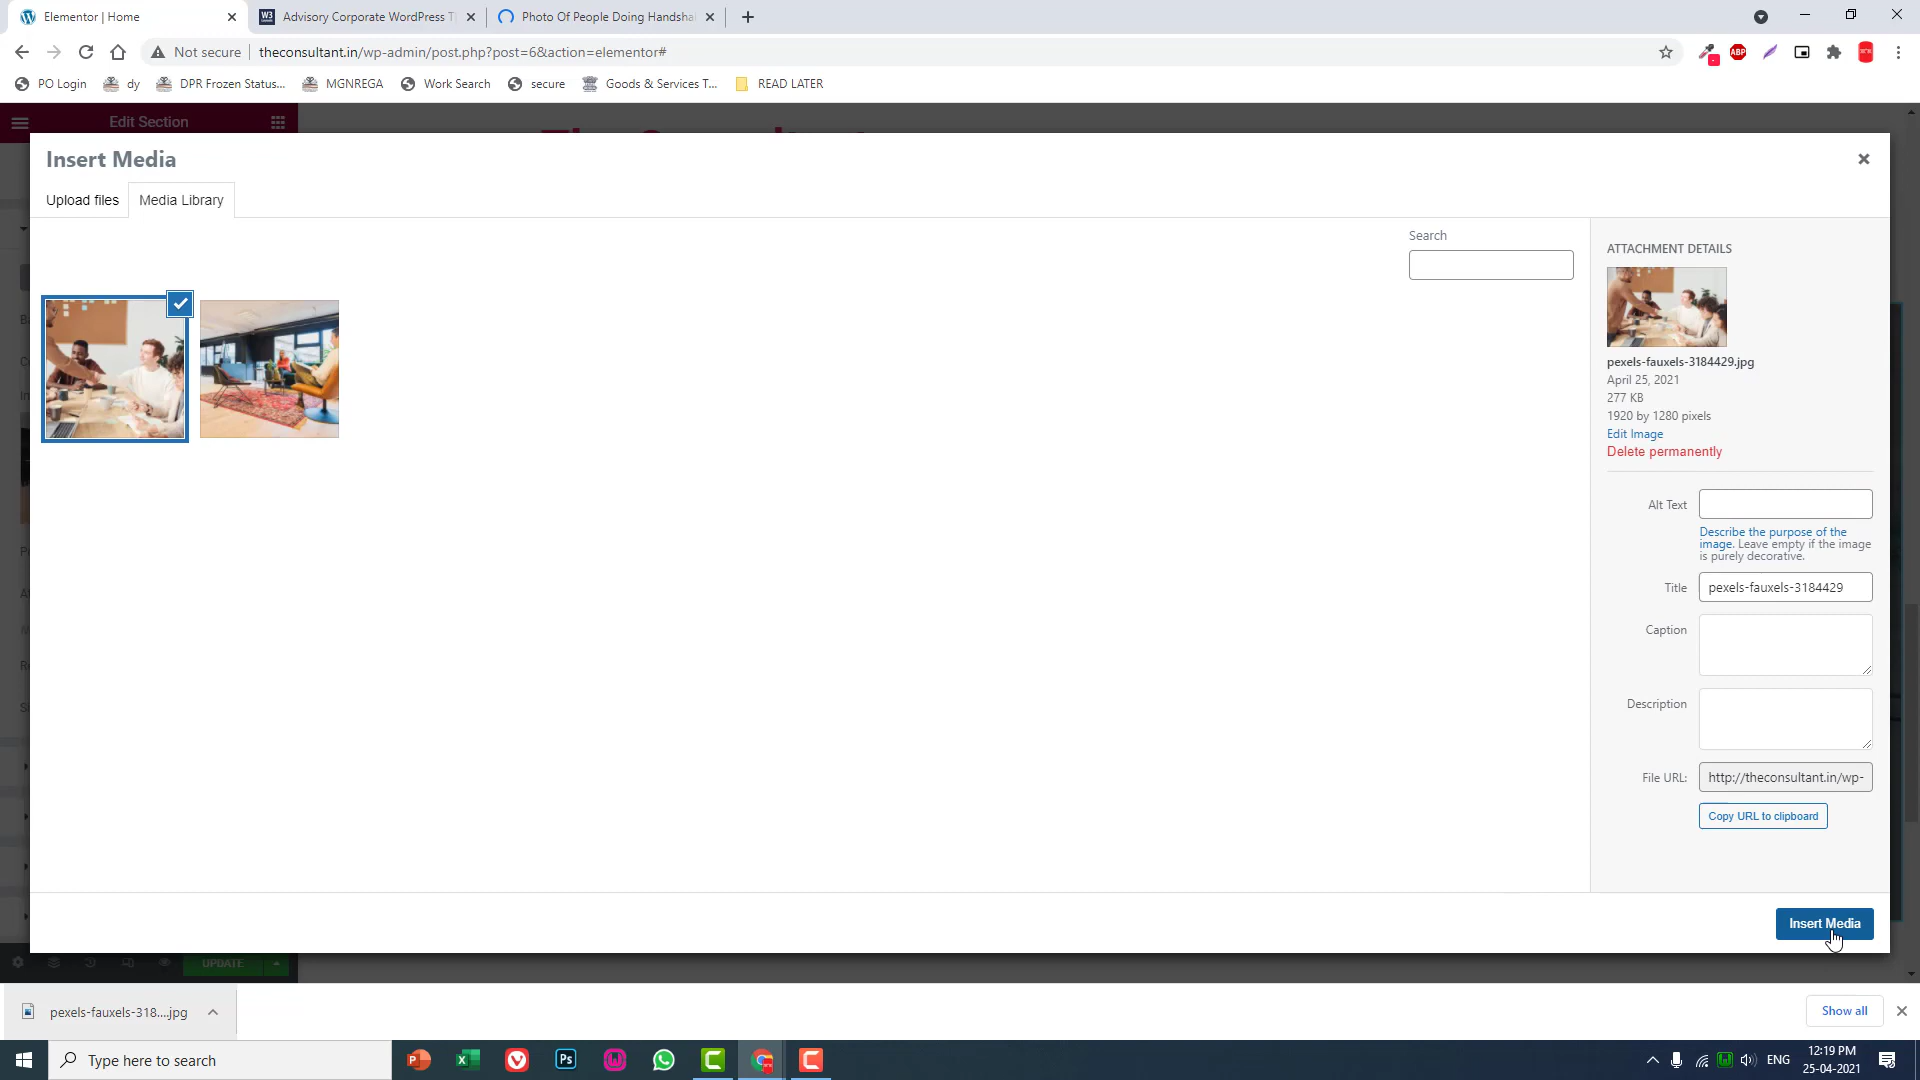 Elementor | Home
Advisory Corporate WordPress T
Photo Of People Doing Handsha
Not secure
theconsultant.in/wp-admin/post.php?post=6&action=elementor#
PO Login
dy
DPR Frozen Status...
MGNREGA
Work Search
secure
Goods & Services T...
READ LATER
Edit Section
Insert Media
Upload files
Media Library
Search
ATTACHMENT DETAILS
pexels-fauxels-3184429.jpg
April 25, 2021
277 KB
1920 by 1280 pixels
Edit Image
Delete permanently
Alt Text
Describe the purpose of the
image. Leave empty if the image
is purely decorative.
Title
pexels-fauxels-3184429
Caption
Description
File URL:
http://theconsultant.in/wp-
Copy URL to clipboard
Insert Media
UPDATE
pexels-fauxels-318....jpg
Show all
Type here to search
ENG
12:19 PM
25-04-2021